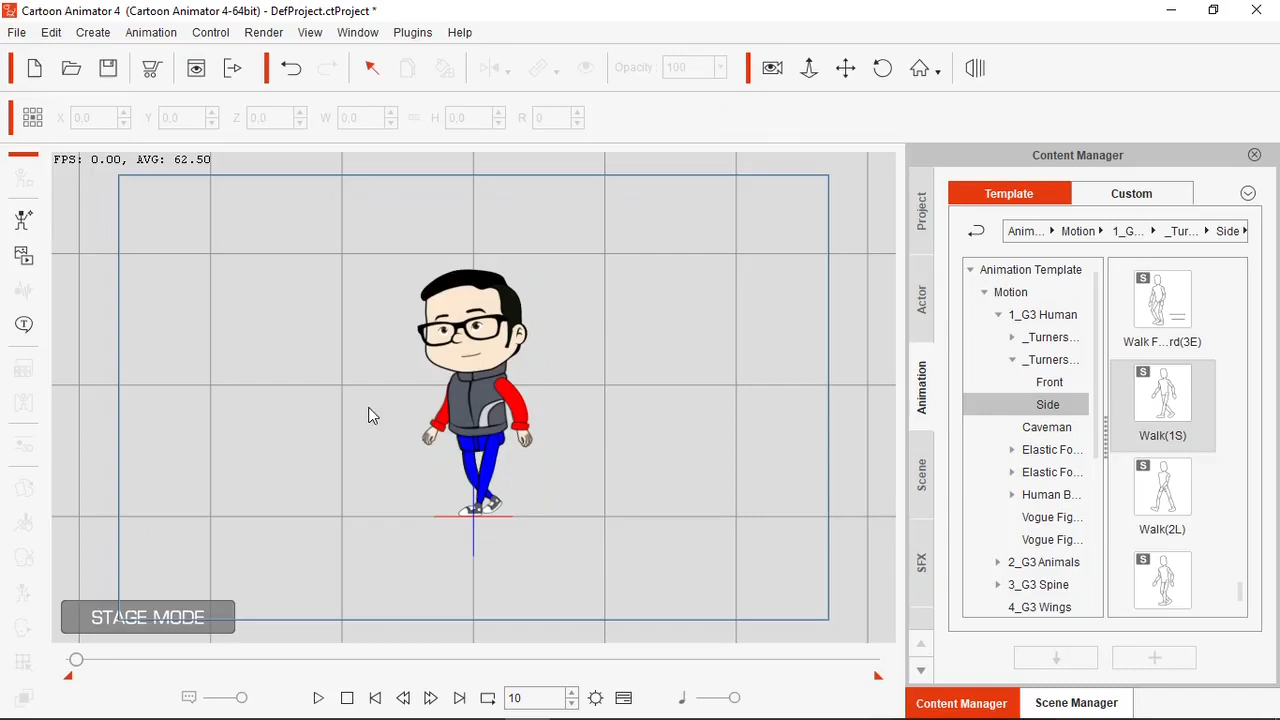 Cartoon Animator 4  (Cartoon Animator 4-64bit) - DefProject.ctProject *
File Edit Create Animation Control Render View Window Plugins Help
Opacity : 100
X 0,0 Y 0,0 Z 0,0 W 0,0 H 0,0 R 0
FPS: 0.00, AVG: 62.50
STAGE MODE
10
Content Manager
Template Custom
Anim... Motion 1_G... _Tur... Side
Project
Actor
Animation
Scene
SFX
Animation Template
Motion
1_G3 Human
_Turners...
_Turners...
Front
Side
Caveman
Elastic Fo...
Elastic Fo...
Human B...
Vogue Fig...
Vogue Fig...
2_G3 Animals
3_G3 Spine
4_G3 Wings
S
Walk F...rd(3E)
S
Walk(1S)
S
Walk(2L)
S
Content Manager Scene Manager